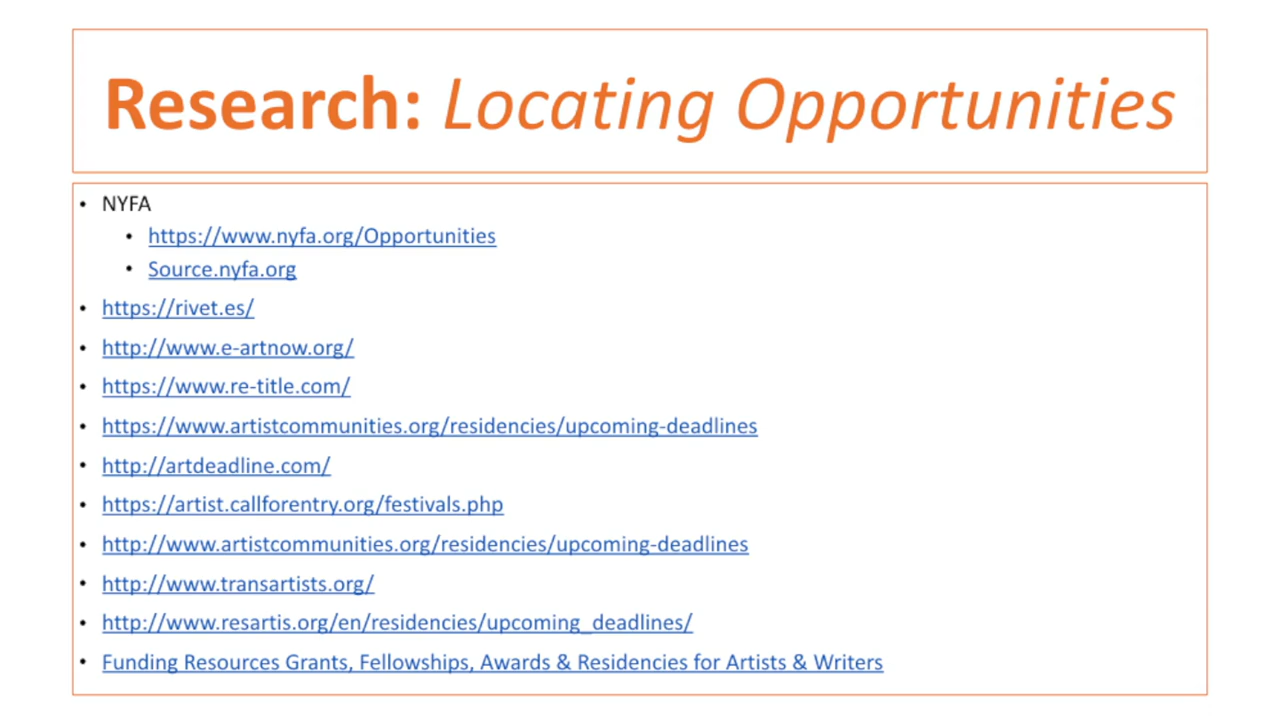 Research: Locating Opportunities
• NYFA
• https://www.nyfa.org/Opportunities
• Source.nyfa.org
• https://rivet.es/
• http://www.e-artnow.org/
• https://www.re-title.com/
• https://www.artistcommunities.org/residencies/upcoming-deadlines
• http://artdeadline.com/
• https://artist.callforentry.org/festivals.php
• http://www.artistcommunities.org/residencies/upcoming-deadlines
• http://www.transartists.org/
• http://www.resartis.org/en/residencies/upcoming_deadlines/
• Funding Resources Grants, Fellowships, Awards & Residencies for Artists & Writers